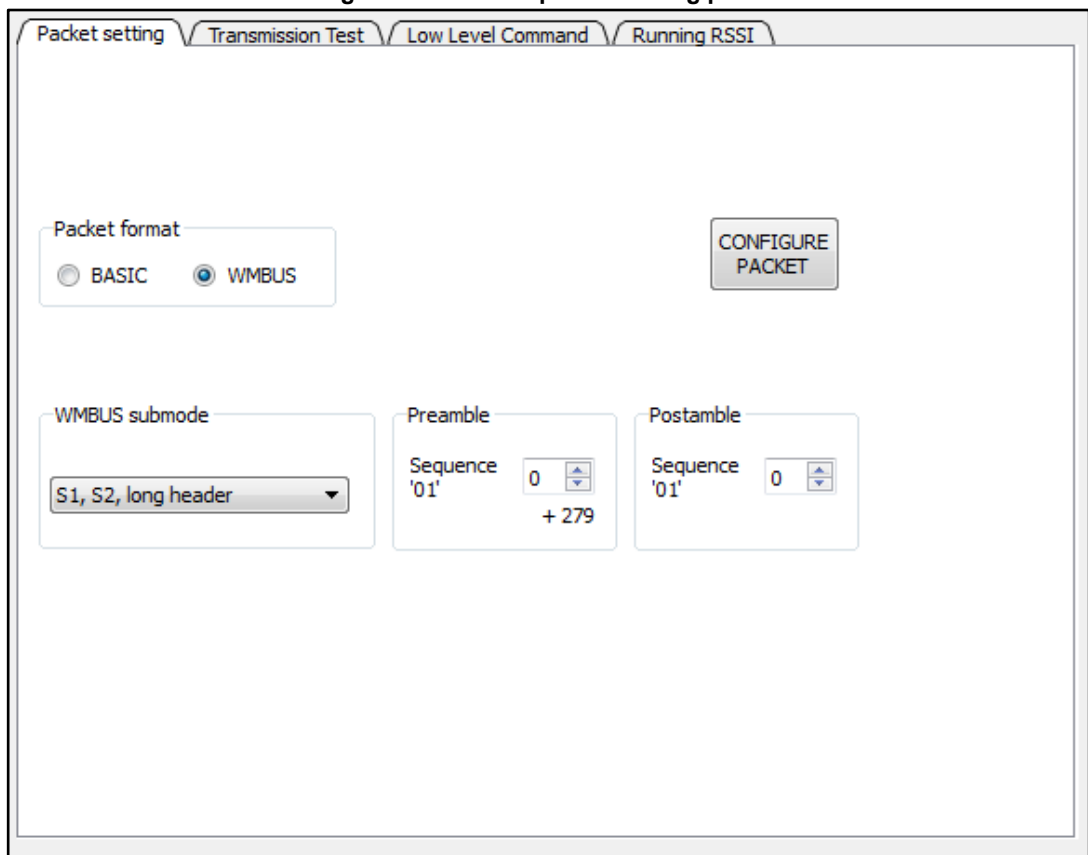 Packet setting Transmission Test Low Level Command Running RSSI
Packet format
BASIC WMBUS
CONFIGURE
PACKET
WMBUS submode
S1, S2, long header
Preamble
Sequence
'01'
0
+ 279
Postamble
Sequence
'01'
0